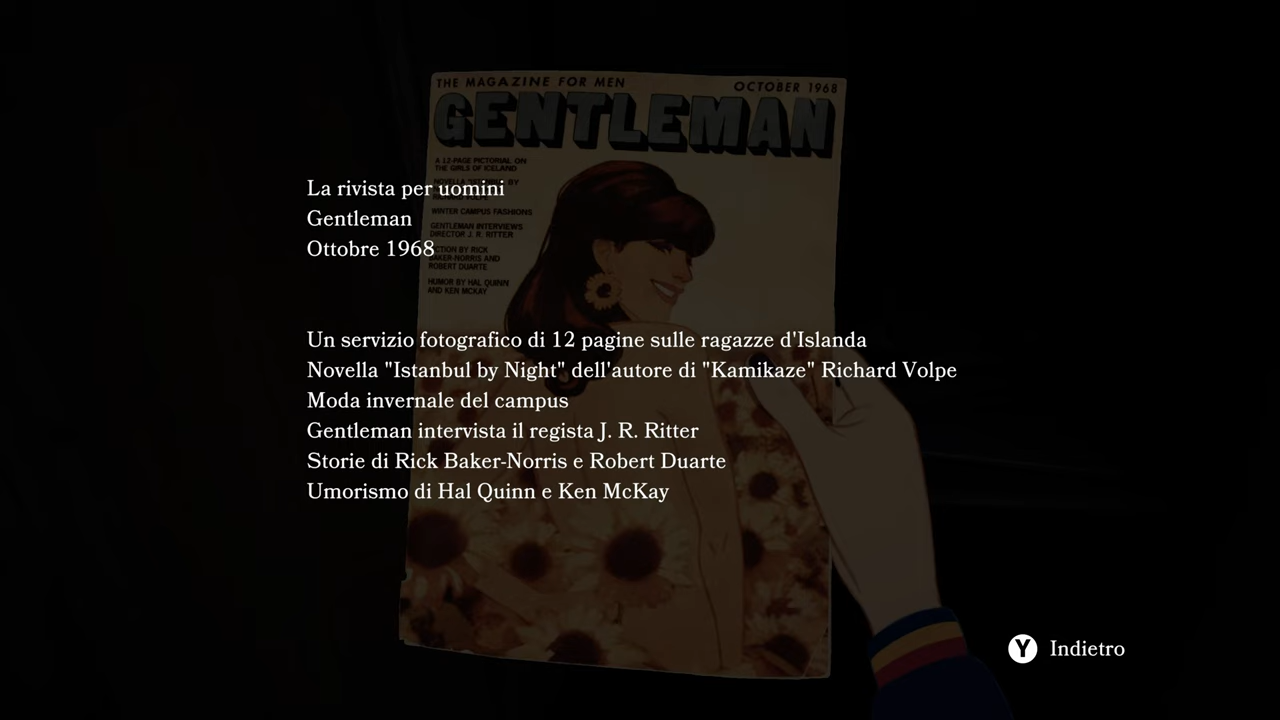 THE MAGAZINE FOR MEN
OCTOBER 1968
GENTLEMAN
A 12-PAGE PICTORIAL ON
THE GIRLS OF ICELAND
WINTER CAMPUS FASHIONS
GENTLEMAN INTERVIEWS
DIRECTOR J. R. RITTER
FICTION BY RICK
BAKER-NORRIS AND
ROBERT DUARTE
HUMOR BY HAL QUINN
AND KEN MCKAY
La rivista per uomini
Gentleman
Ottobre 1968
Un servizio fotografico di 12 pagine sulle ragazze d'Islanda
Novella "Istanbul by Night" dell'autore di "Kamikaze" Richard Volpe
Moda invernale del campus
Gentleman intervista il regista J. R. Ritter
Storie di Rick Baker-Norris e Robert Duarte
Umorismo di Hal Quinn e Ken McKay
Y Indietro